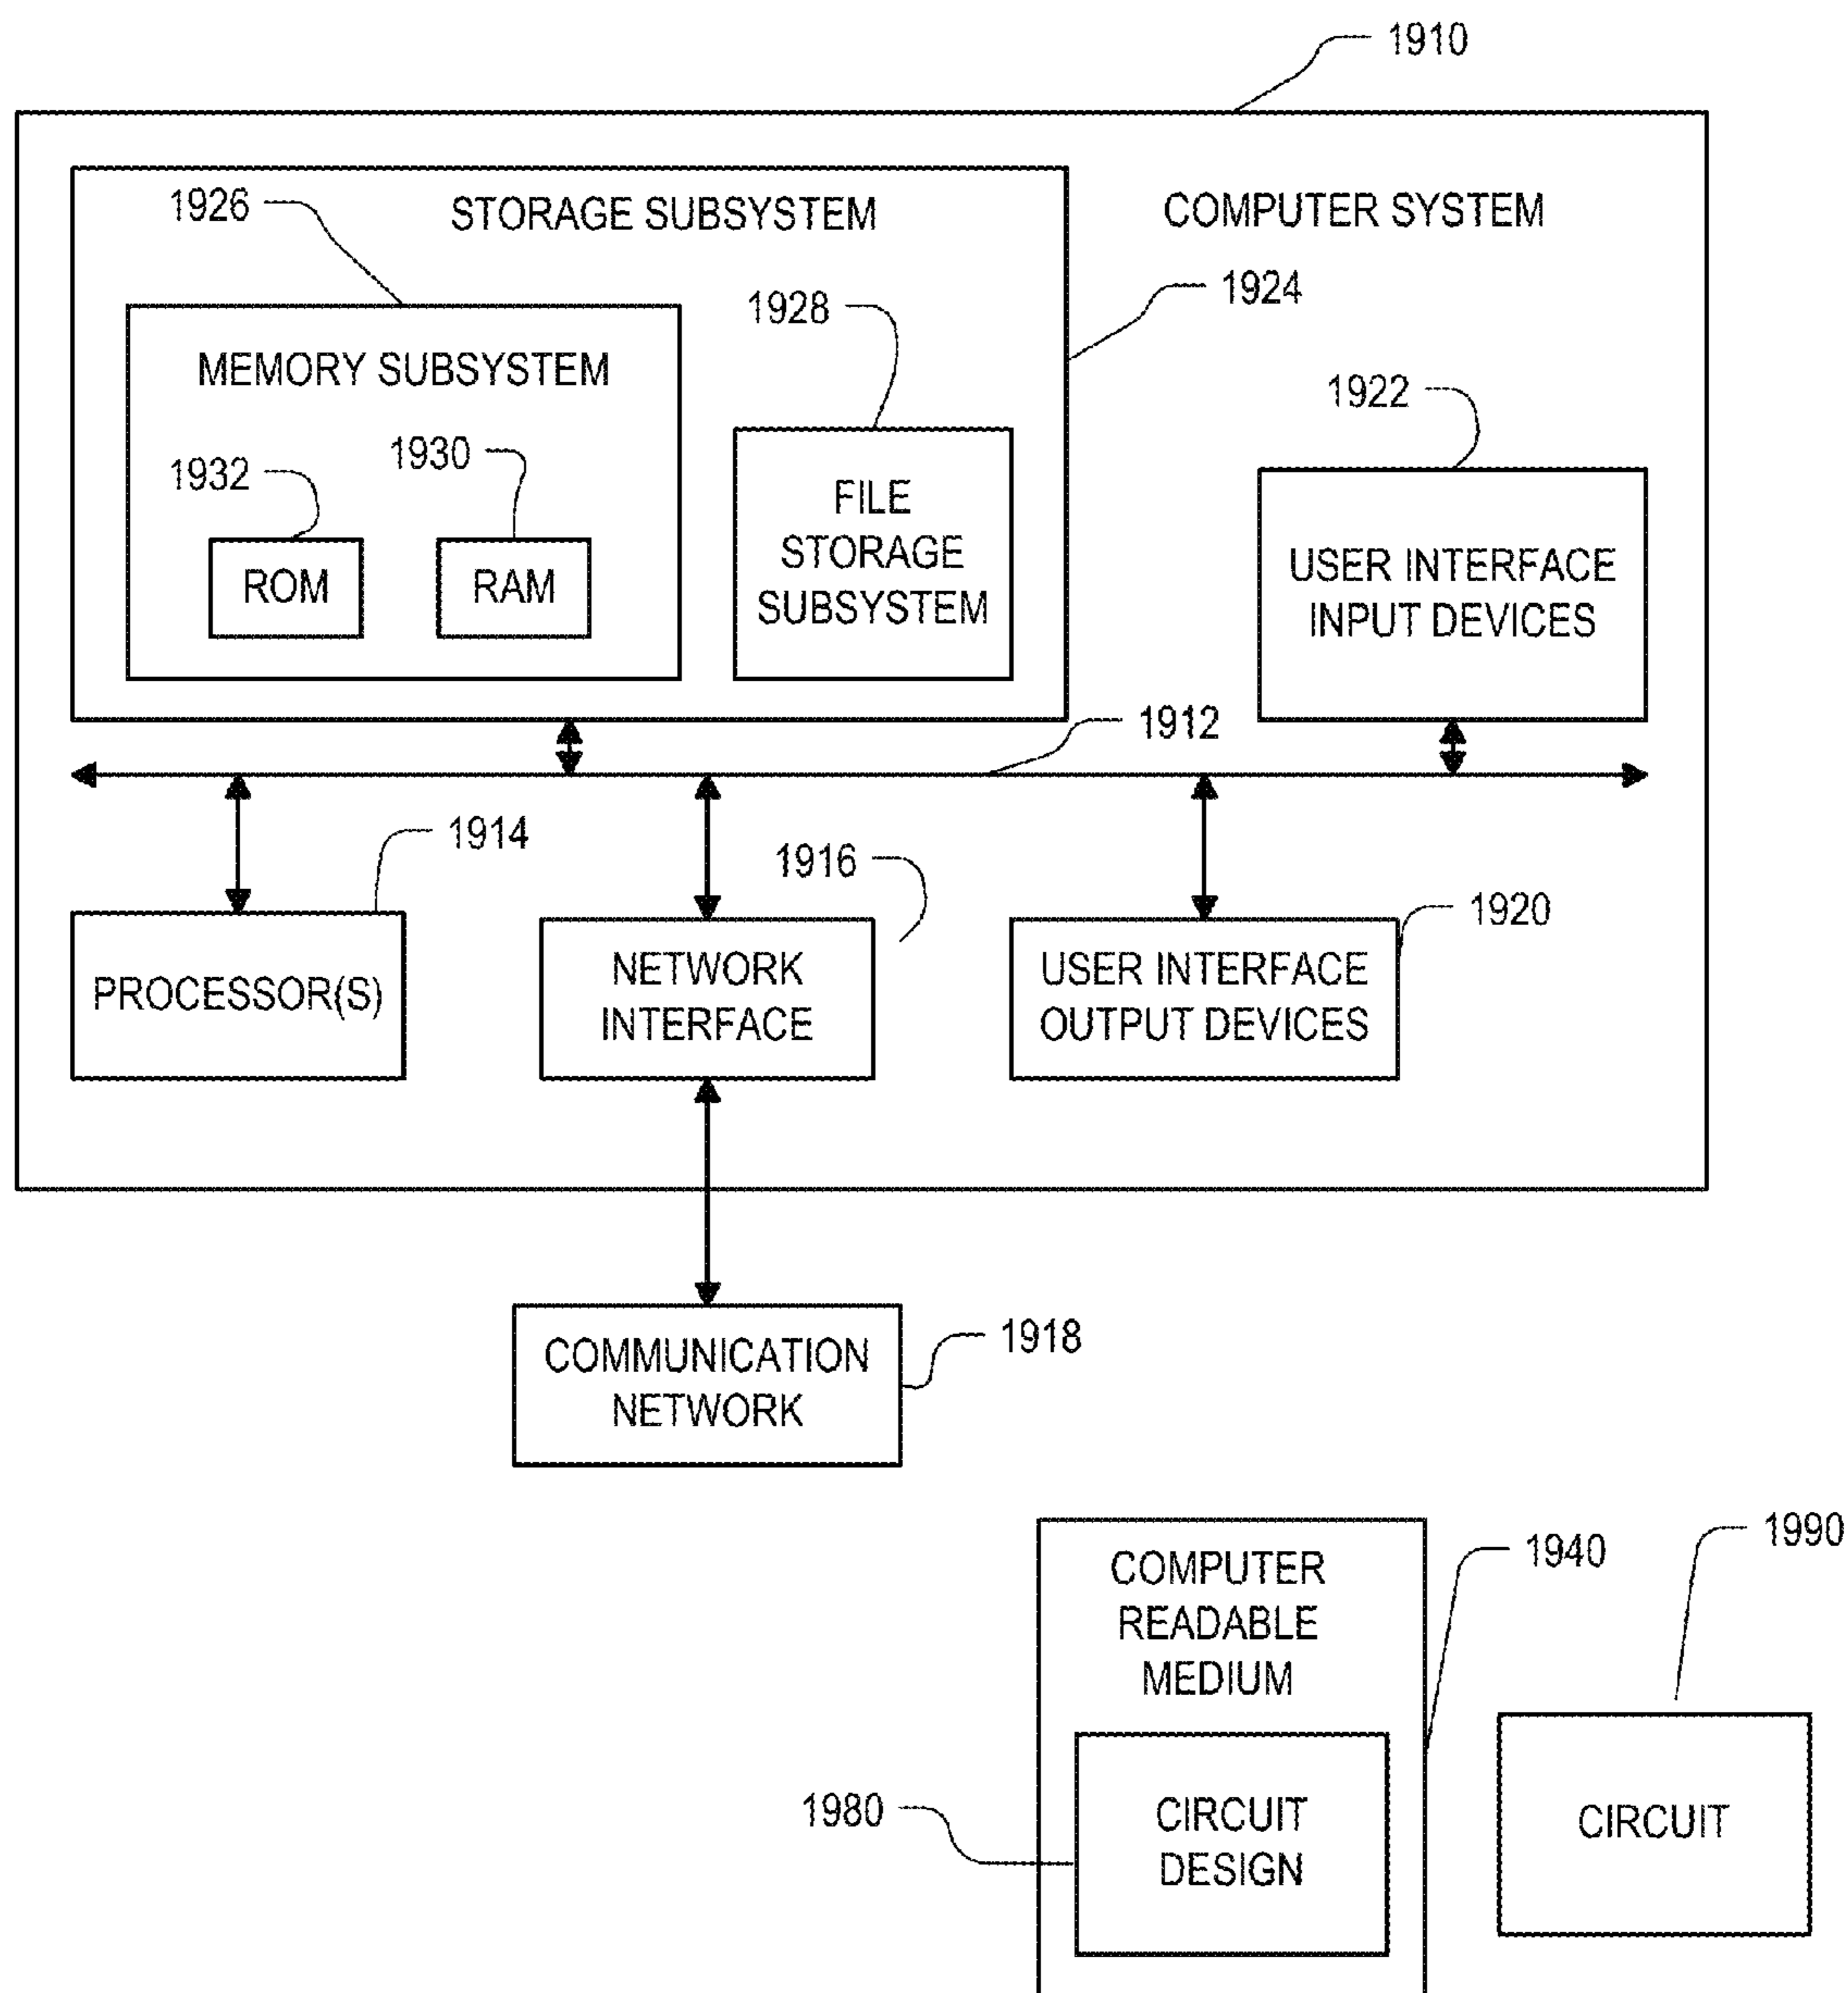 1910
STORAGE SUBSYSTEM
COMPUTER SYSTEM
1926
1924
MEMORY SUBSYSTEM
1928
1922
1932
1930
ROM
RAM
FILE
STORAGE
SUBSYSTEM
USER INTERFACE
INPUT DEVICES
1912
1914
1916
1920
PROCESSOR(S)
NETWORK
INTERFACE
USER INTERFACE
OUTPUT DEVICES
COMMUNICATION
NETWORK
1918
COMPUTER
READABLE
MEDIUM
1940
1990
1980
CIRCUIT
DESIGN
CIRCUIT